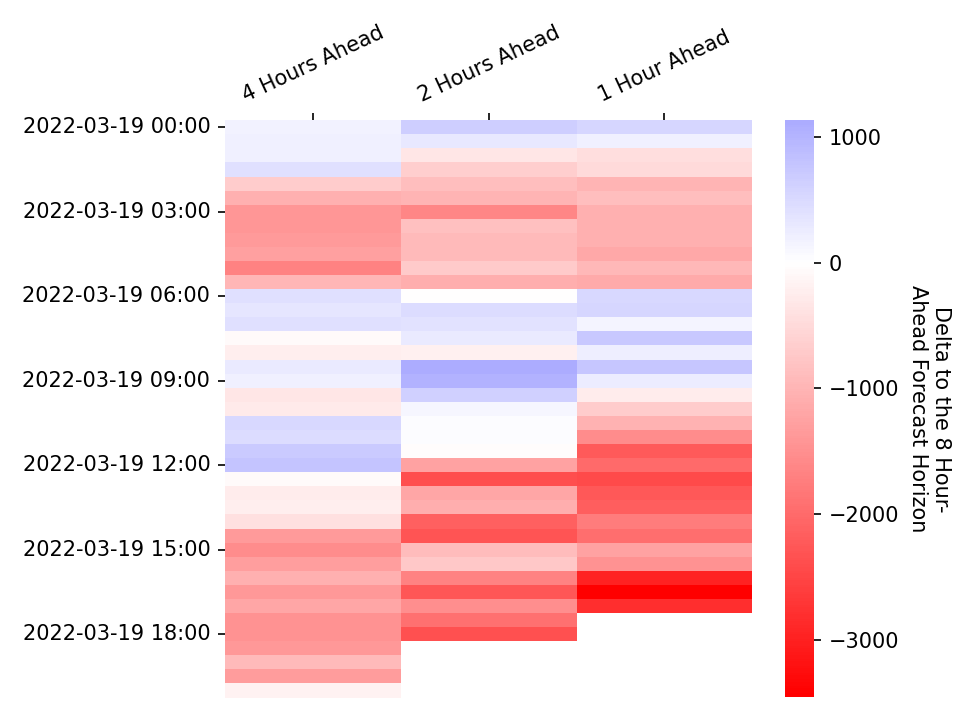 4 Hours Ahead
2 Hours Ahead
1 Hour Ahead
2022-03-19 00:00
2022-03-19 03:00
2022-03-19 06:00
2022-03-19 09:00
2022-03-19 12:00
2022-03-19 15:00
2022-03-19 18:00
1000
0
−1000
−2000
−3000
Delta to the 8 Hour-
Ahead Forecast Horizon